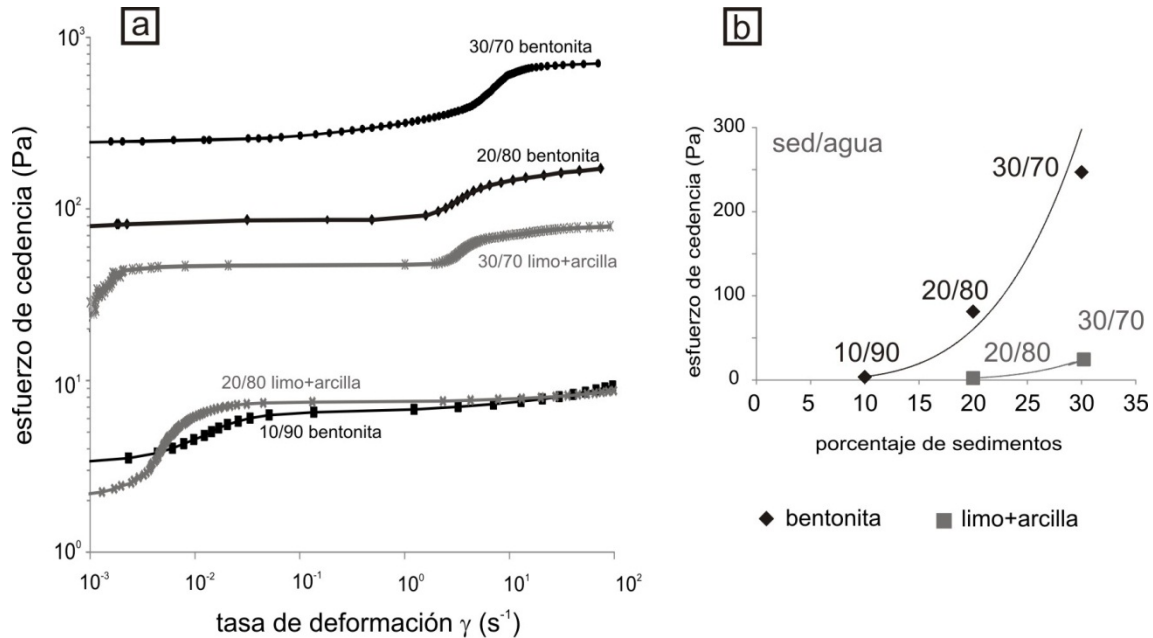 a
esfuerzo de cedencia (Pa)
10³
10²
10¹
10⁰
30/70 bentonita
20/80 bentonita
30/70 limo+arcilla
20/80 limo+arcilla
10/90 bentonita
10⁻³ 10⁻² 10⁻¹ 10⁰ 10¹ 10²
tasa de deformación γ (s⁻¹)
b
esfuerzo de cedencia (Pa)
300
200
100
0
sed/agua
30/70
20/80
30/70
10/90
20/80
0 5 10 15 20 25 30 35
porcentaje de sedimentos
bentonita limo+arcilla